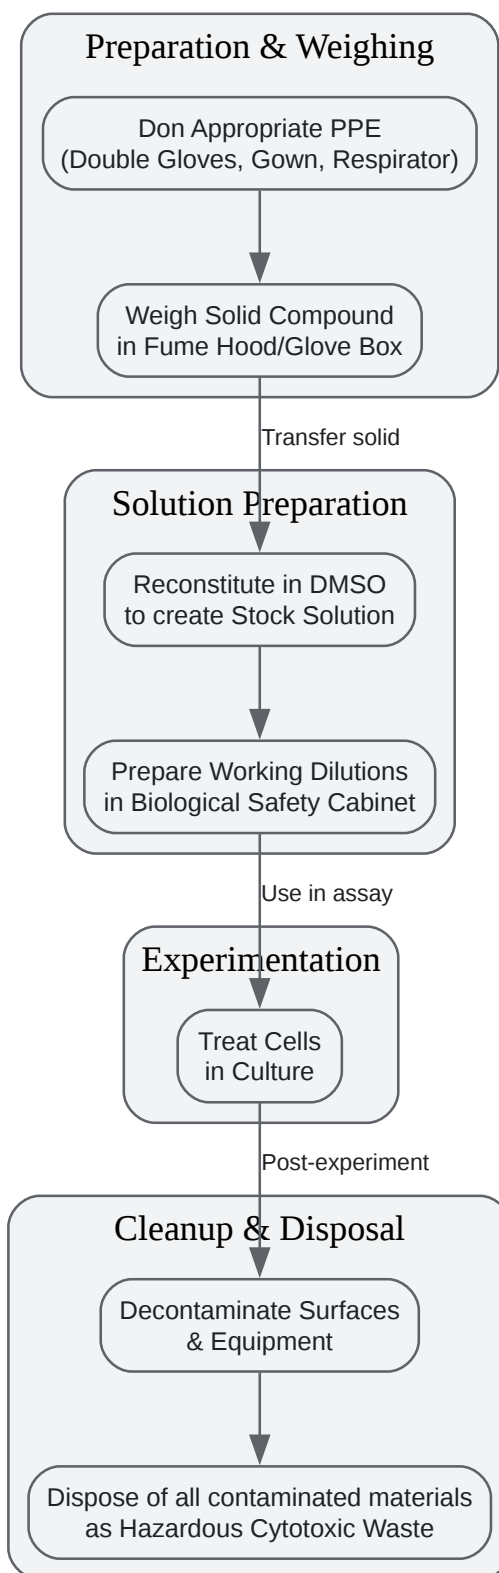 Preparation & Weighing
Don Appropriate PPE
(Double Gloves, Gown, Respirator)
Weigh Solid Compound
in Fume Hood/Glove Box
Transfer solid
Solution Preparation
Reconstitute in DMSO
to create Stock Solution
Prepare Working Dilutions
in Biological Safety Cabinet
Use in assay
Experimentation
Treat Cells
in Culture
Post-experiment
Cleanup & Disposal
Decontaminate Surfaces
& Equipment
Dispose of all contaminated materials
as Hazardous Cytotoxic Waste